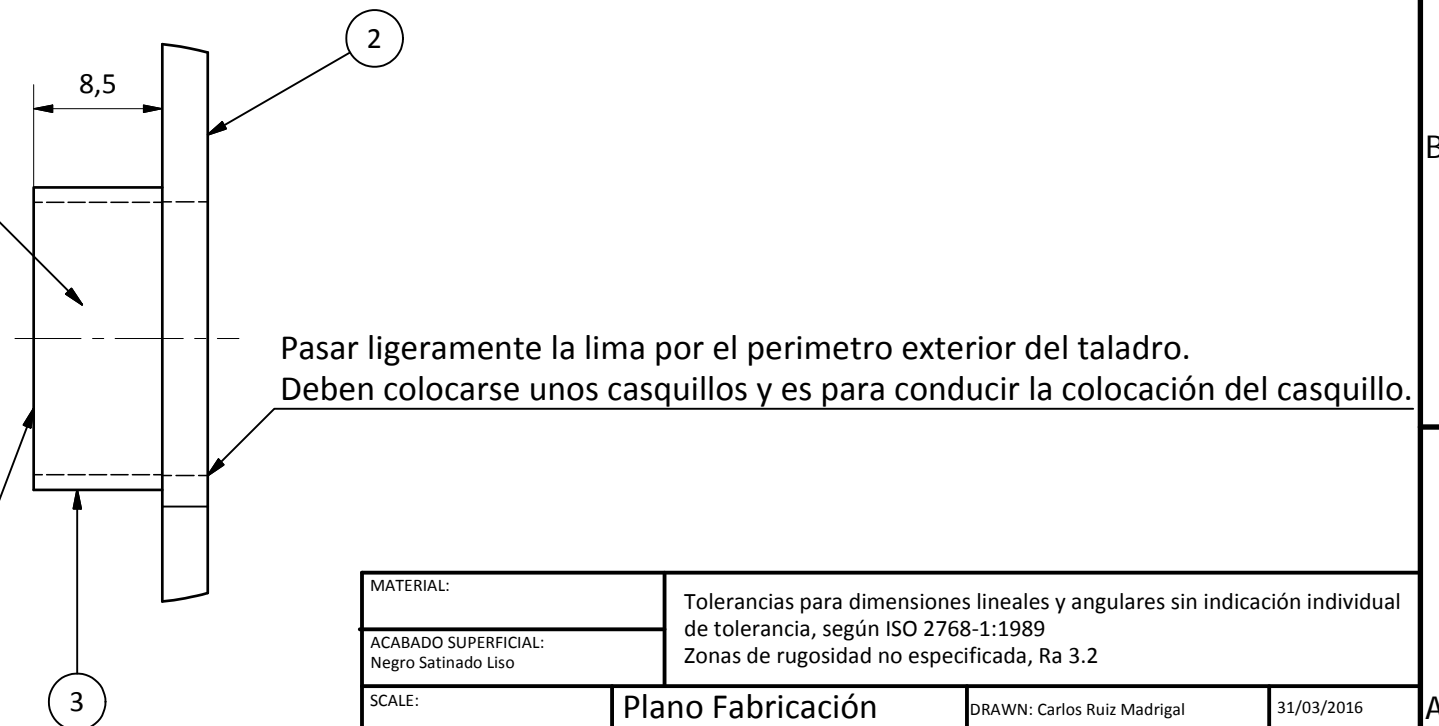 2
8,5
B
Pasar ligeramente la lima por el perimetro exterior del taladro.
Deben colocarse unos casquillos y es para conducir la colocación del casquillo.
3
MATERIAL:
ACABADO SUPERFICIAL:
Negro Satinado Liso
Tolerancias para dimensiones lineales y angulares sin indicación individual
de tolerancia, según ISO 2768-1:1989
Zonas de rugosidad no especificada, Ra 3.2
SCALE:
Plano Fabricación
DRAWN: Carlos Ruiz Madrigal
31/03/2016
A